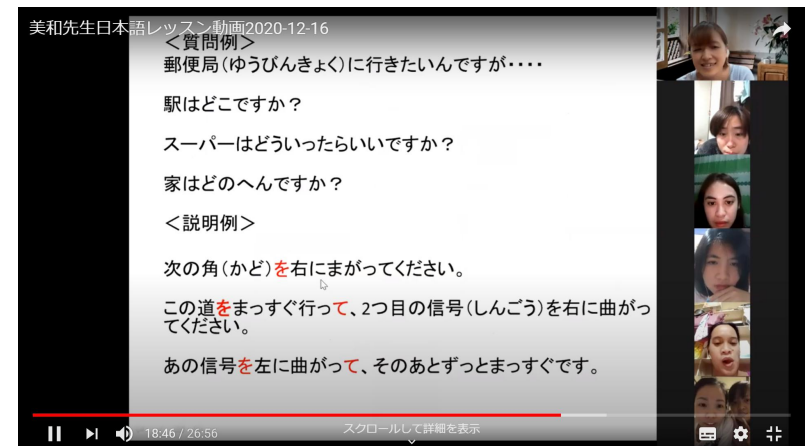 美和先生日本語レッスン動画2020-12-16
＜質問例＞
郵便局(ゆうびんきょく)に行きたいんですが・・・・
駅はどこですか？
スーパーはどういったらいいですか？
家はどのへんですか？
＜説明例＞
次の角(かど)を右にまがってください。
この道をまっすぐ行って、2つ目の信号(しんごう)を右に曲がっ
てください。
あの信号を左に曲がって、そのあとずっとまっすぐです。
18:46 / 26:56
スクロールして詳細を表示